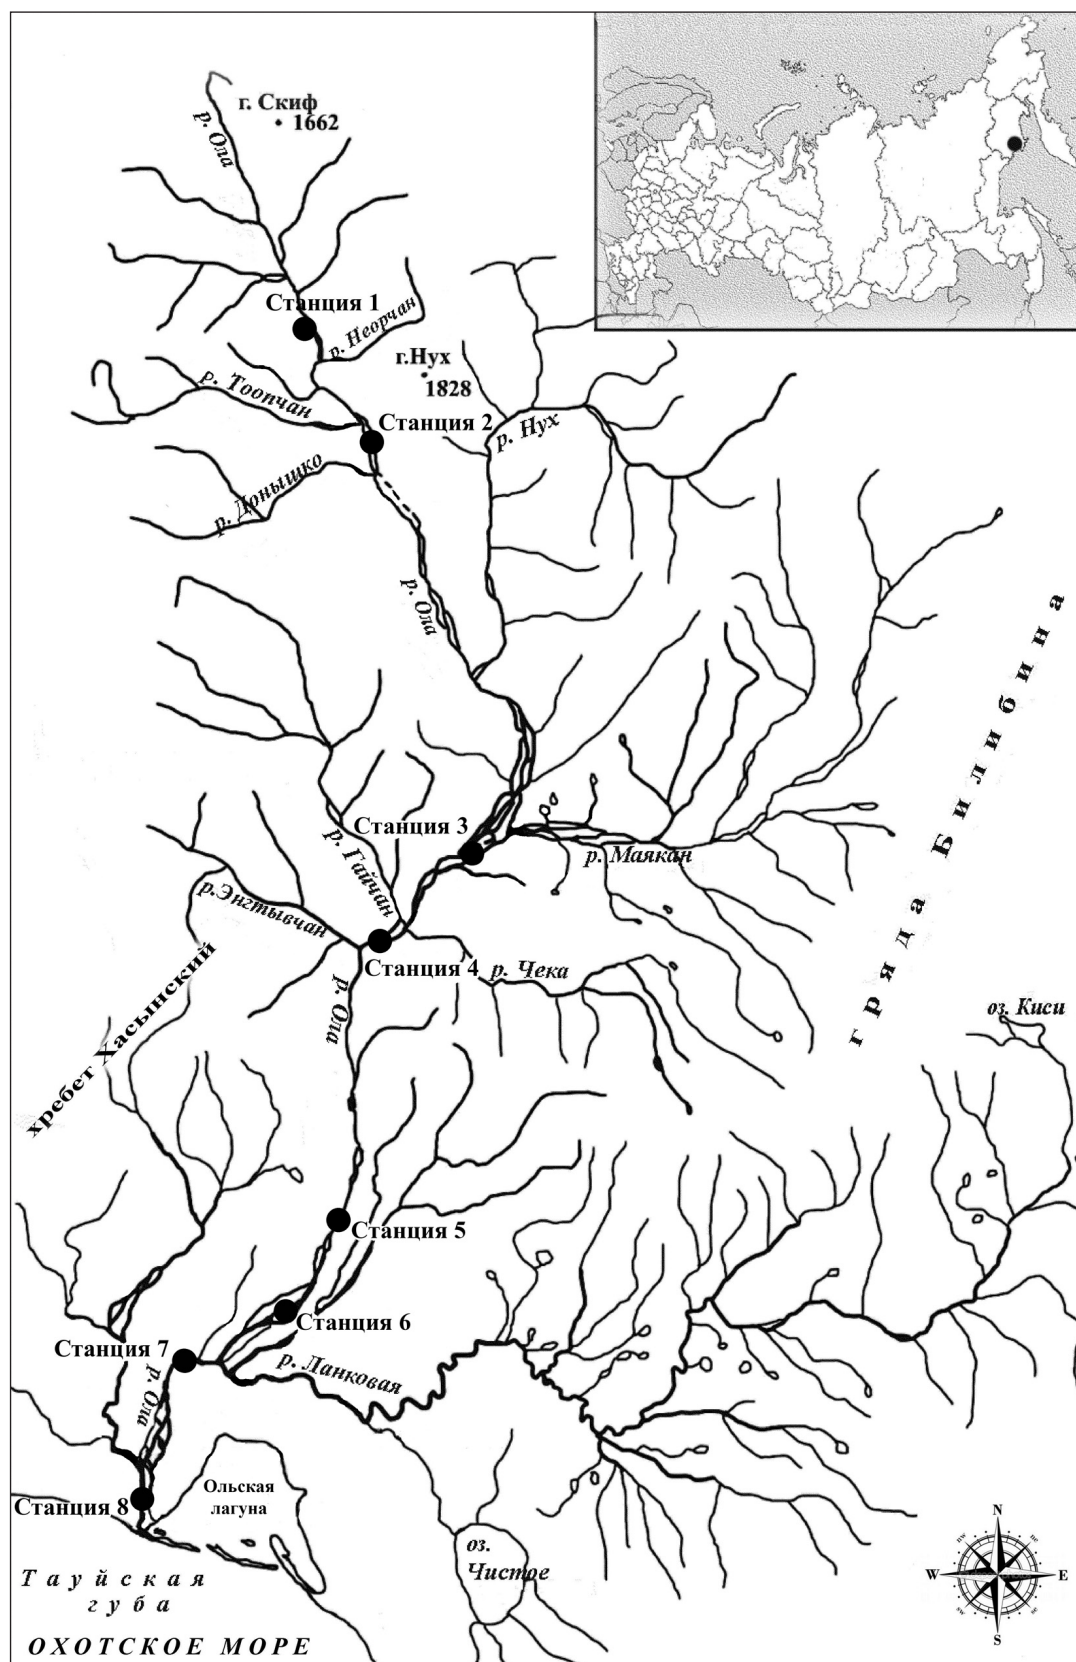 г. Скиф
1662
р. Ола
Станция 1
р. Неорчан
г.Нух
1828
р. Тоопчан
Станция 2
р. Нух
р. Донышко
р. Ола
гряда Билибина
Станция 3
р. Гайчан
р. Маякан
р.Энгтывчан
Станция 4
р. Чека
хребет Хасынский
р. Ола
оз. Киси
Станция 5
Станция 6
Станция 7
р. Ланковая
р. Ола
Ольская
лагуна
Станция 8
оз.
Чистое
Тауйская
губа
ОХОТСКОЕ МОРЕ
N
W
E
S